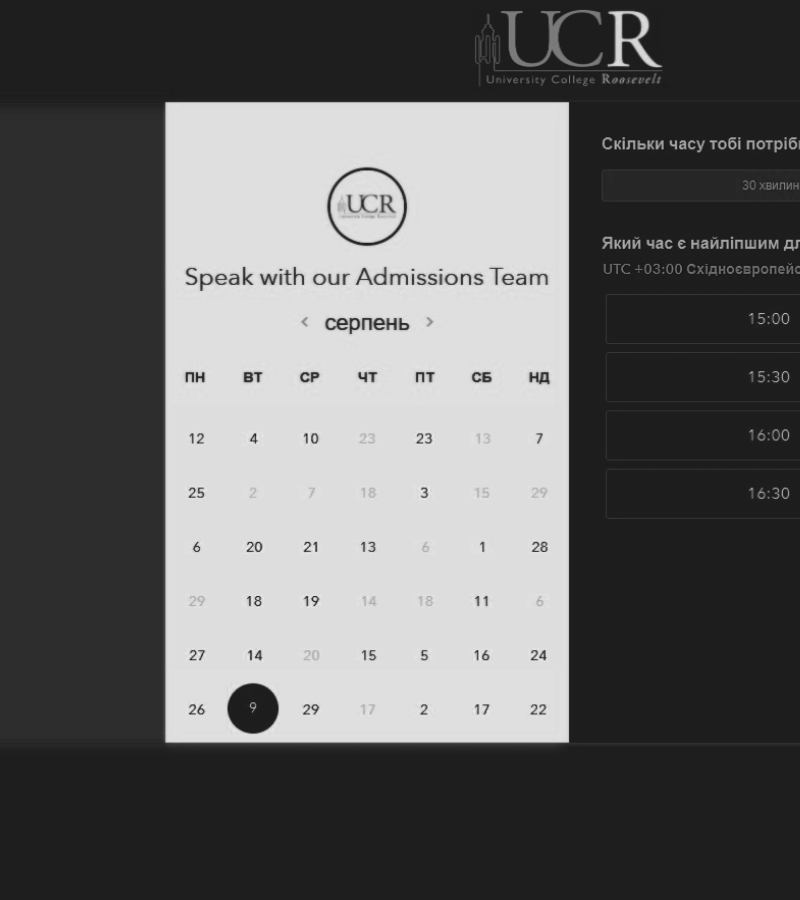 UCR
University College Roosevelt
UCR
University College Roosevelt
Speak with our Admissions Team
< серпень >
ПН ВТ СР ЧТ ПТ СБ НД
12 4 10 23 23 13 7
25 2 7 18 3 15 29
6 20 21 13 6 1 28
29 18 19 14 18 11 6
27 14 20 15 5 16 24
26 9 29 17 2 17 22
Скільки часу тобі
30
Який час є найліпшим
UTC +03:00
15:00
15:30
16:00
16:30